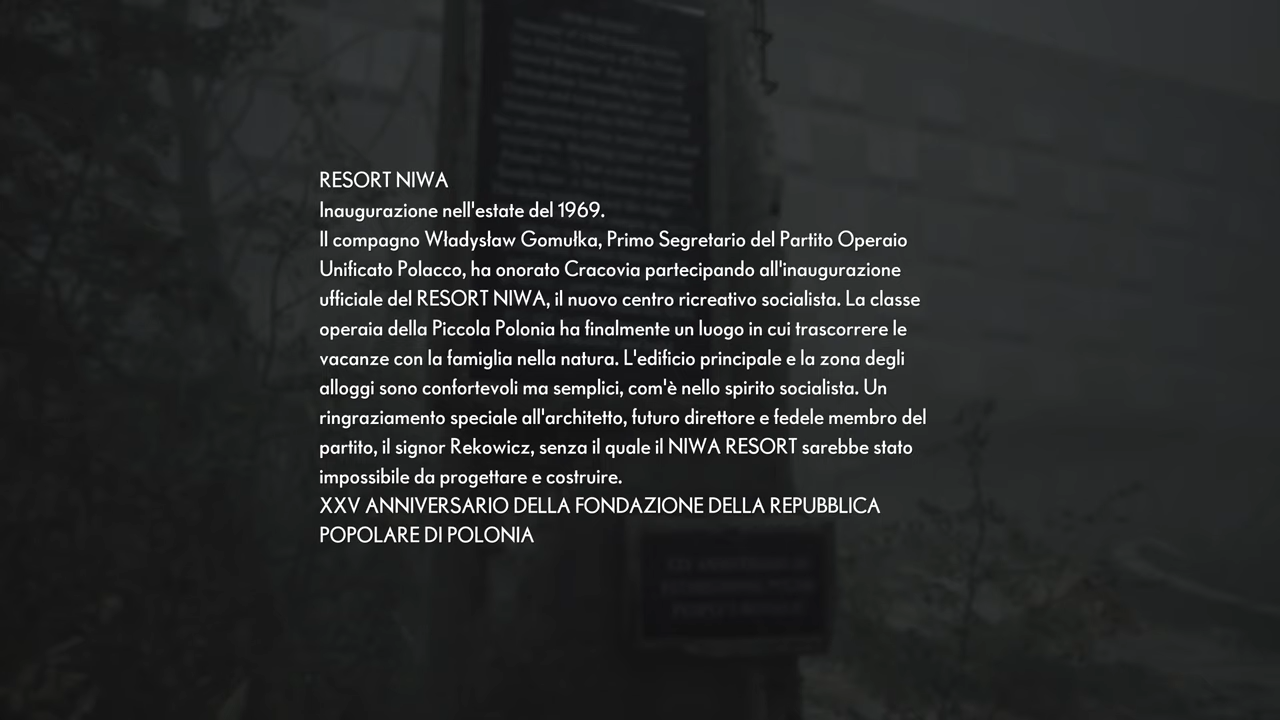 RESORT NIWA
Inaugurazione nell'estate del 1969.
Il compagno Władysław Gomułka, Primo Segretario del Partito Operaio
Unificato Polacco, ha onorato Cracovia partecipando all'inaugurazione
ufficiale del RESORT NIWA, il nuovo centro ricreativo socialista. La classe
operaia della Piccola Polonia ha finalmente un luogo in cui trascorrere le
vacanze con la famiglia nella natura. L'edificio principale e la zona degli
alloggi sono confortevoli ma semplici, com'è nello spirito socialista. Un
ringraziamento speciale all'architetto, futuro direttore e fedele membro del
partito, il signor Rekowicz, senza il quale il NIWA RESORT sarebbe stato
impossibile da progettare e costruire.
XXV ANNIVERSARIO DELLA FONDAZIONE DELLA REPUBBLICA
POPOLARE DI POLONIA